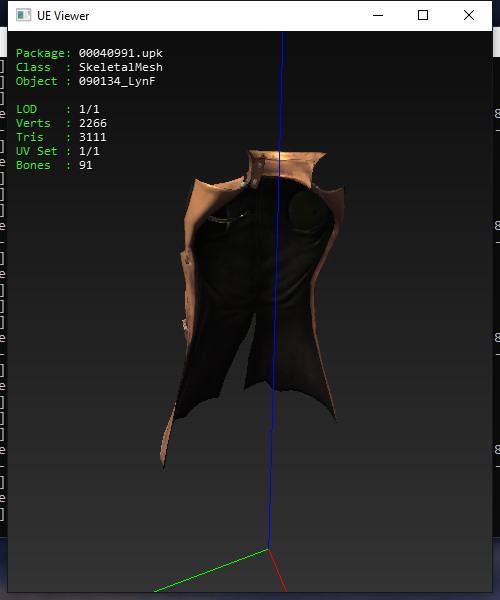 UE Viewer
Package: 00040991.upk
Class  : SkeletalMesh
Object : 090134_LynF
LOD    : 1/1
Verts  : 2266
Tris   : 3111
UV Set : 1/1
Bones  : 91